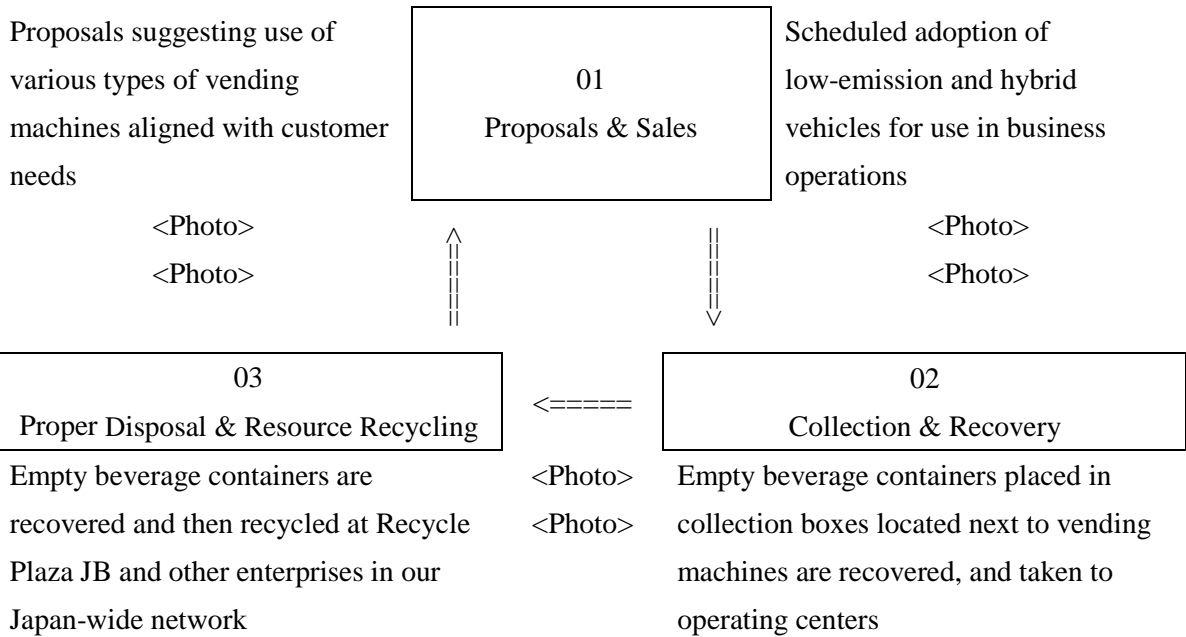 Proposals suggesting use of
various types of vending
machines aligned with customer
needs
<Photo>
<Photo>
01
Proposals & Sales
Scheduled adoption of
low-emission and hybrid
vehicles for use in business
operations
<Photo>
<Photo>
03
Proper Disposal & Resource Recycling
<=====
02
Collection & Recovery
Empty beverage containers are
recovered and then recycled at Recycle
Plaza JB and other enterprises in our
Japan-wide network
<Photo>
<Photo>
Empty beverage containers placed in
collection boxes located next to vending
machines are recovered, and taken to
operating centers